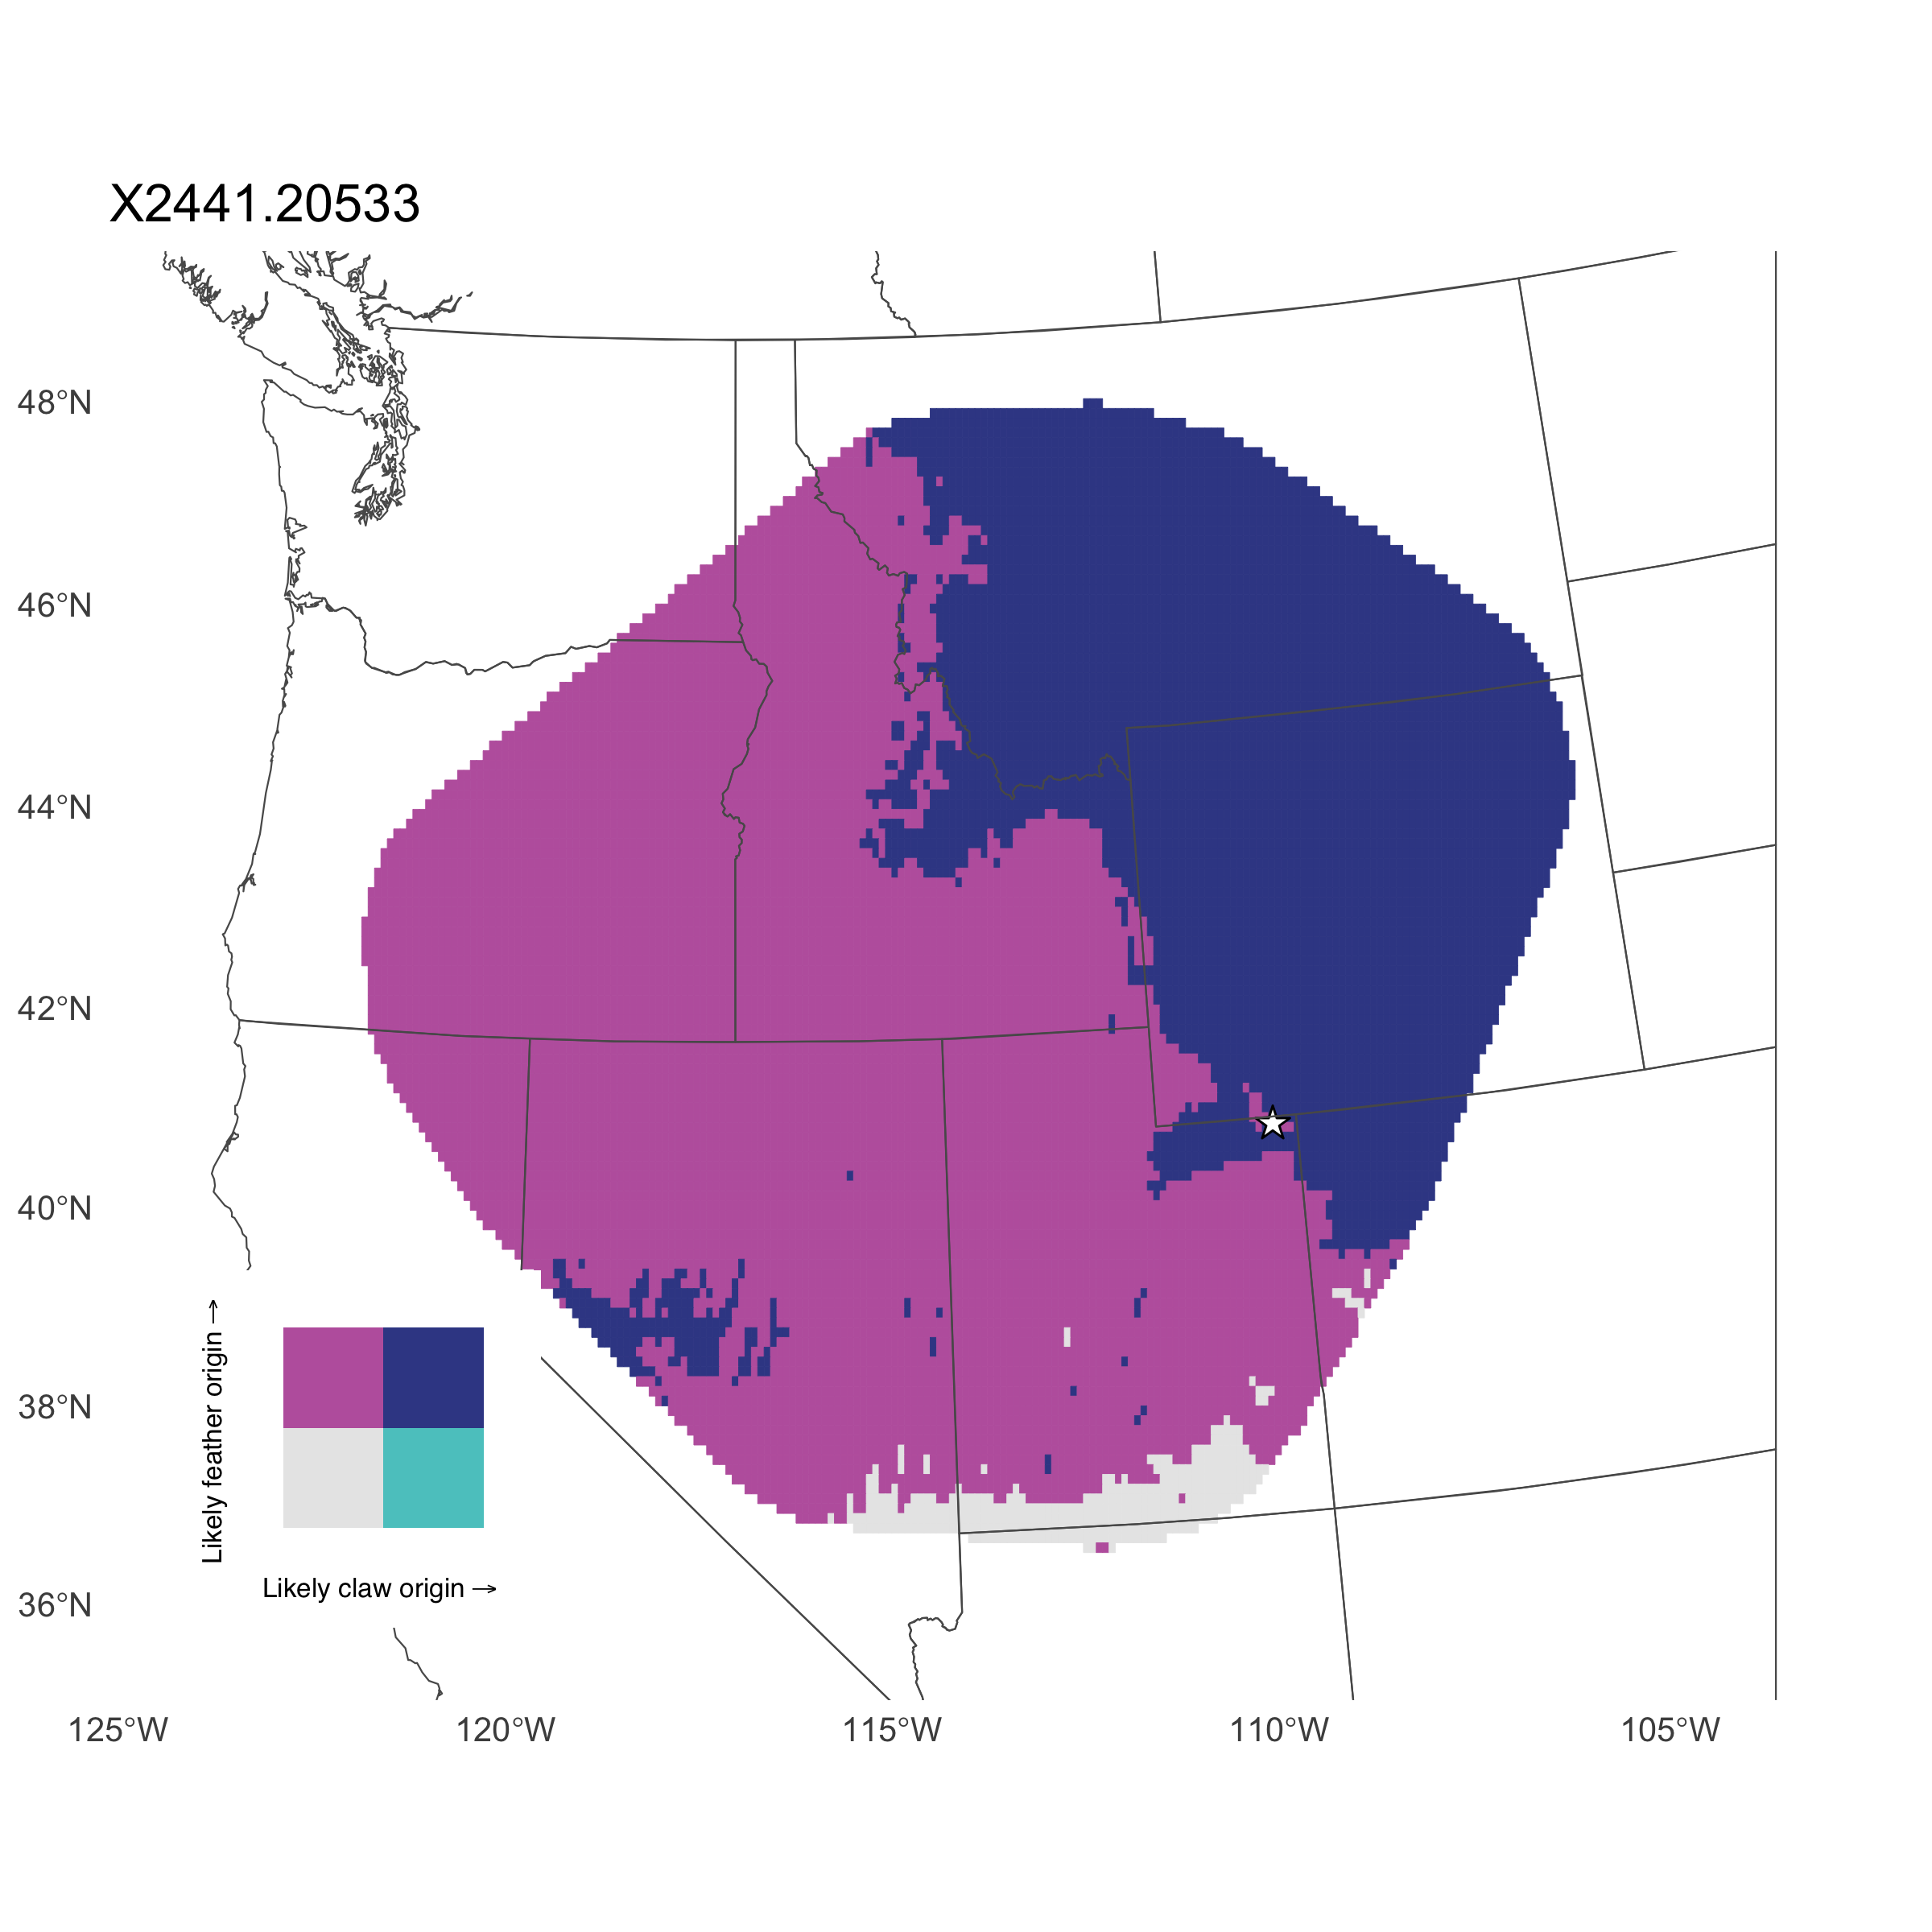 X2441.20533
48°N
46°N
44°N
42°N
40°N
38°N
36°N
Likely feather origin →
Likely claw origin →
125°W
120°W
115°W
110°W
105°W